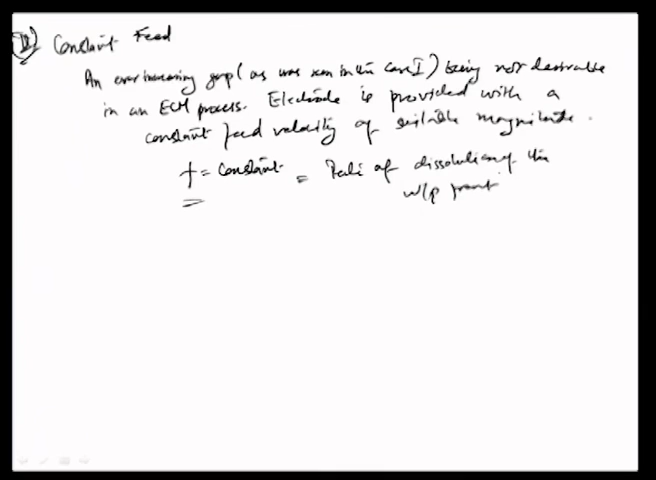 II) Constant Feed
An ever increasing gap (as was seen in the Case I) being not desirable
in an ECM process. Electrode is provided with a
constant feed velocity of suitable magnitude.
f = Constant = Rate of dissolution of the
w/p front